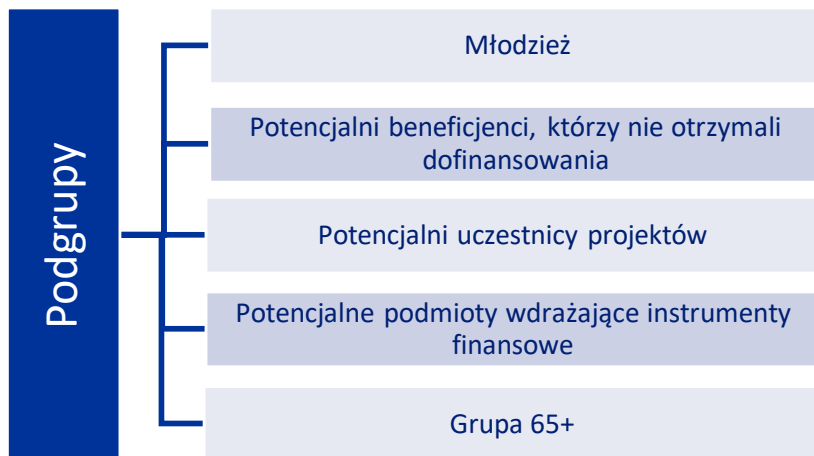 Podgrupy
Młodzież
Potencjalni beneficjenci, którzy nie otrzymali
dofinansowania
Potencjalni uczestnicy projektów
Potencjalne podmioty wdrażające instrumenty
finansowe
Grupa 65+